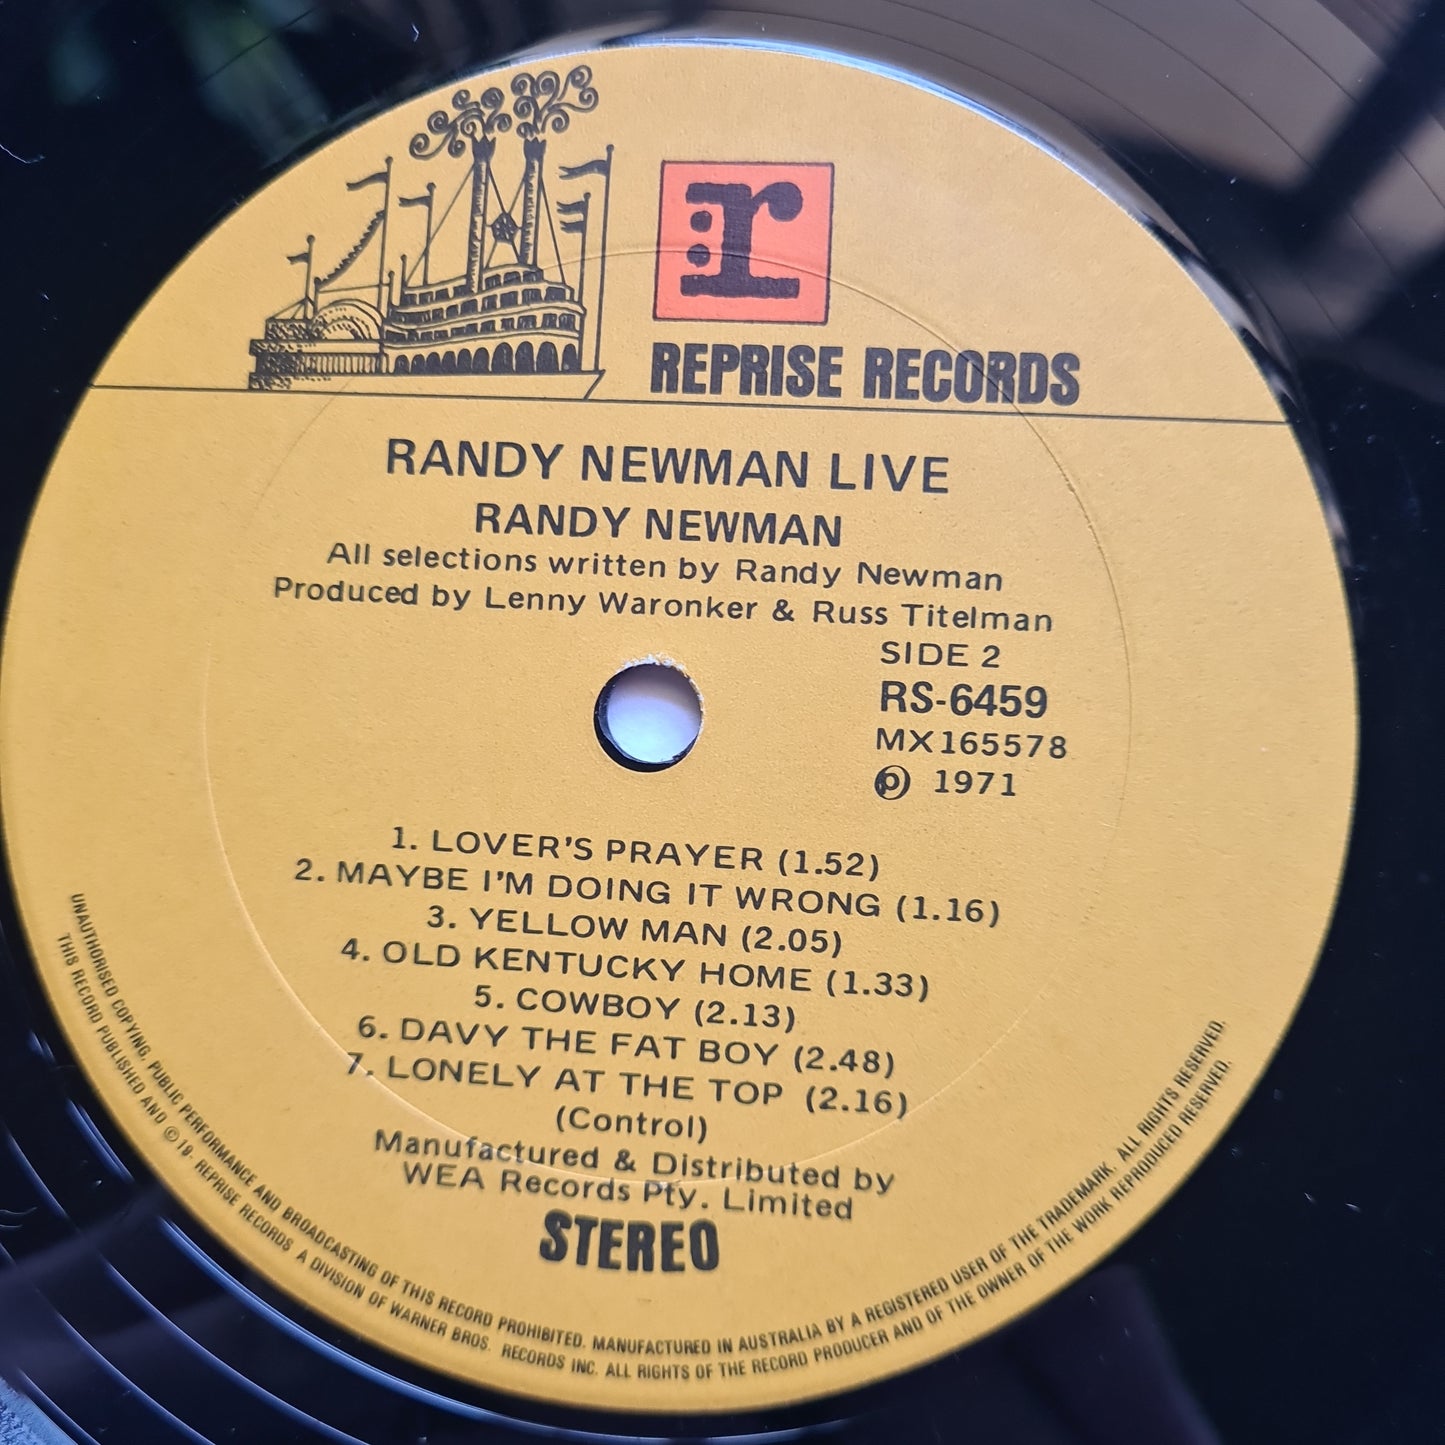 r
REPRISE RECORDS
RANDY NEWMAN LIVE
RANDY NEWMAN
All selections written by Randy Newman
Produced by Lenny Waronker & Russ Titelman
SIDE 2
RS-6459
MX165578
℗ 1971
1. LOVER'S PRAYER (1.52)
2. MAYBE I'M DOING IT WRONG (1.16)
3. YELLOW MAN (2.05)
4. OLD KENTUCKY HOME (1.33)
5. COWBOY (2.13)
6. DAVY THE FAT BOY (2.48)
7. LONELY AT THE TOP (2.16)
(Control)
Manufactured & Distributed by
WEA Records Pty. Limited
STEREO
UNAUTHORISED COPYING, PUBLIC PERFORMANCE AND BROADCASTING OF THIS RECORD PROHIBITED. MANUFACTURED IN AUSTRALIA BY A REGISTERED USER OF THE TRADEMARK. ALL RIGHTS RESERVED.
THIS RECORD PUBLISHED AND ©19- REPRISE RECORDS A DIVISION OF WARNER BROS. RECORDS INC. ALL RIGHTS OF THE RECORD PRODUCER AND OF THE OWNER OF THE WORK REPRODUCED RESERVED.